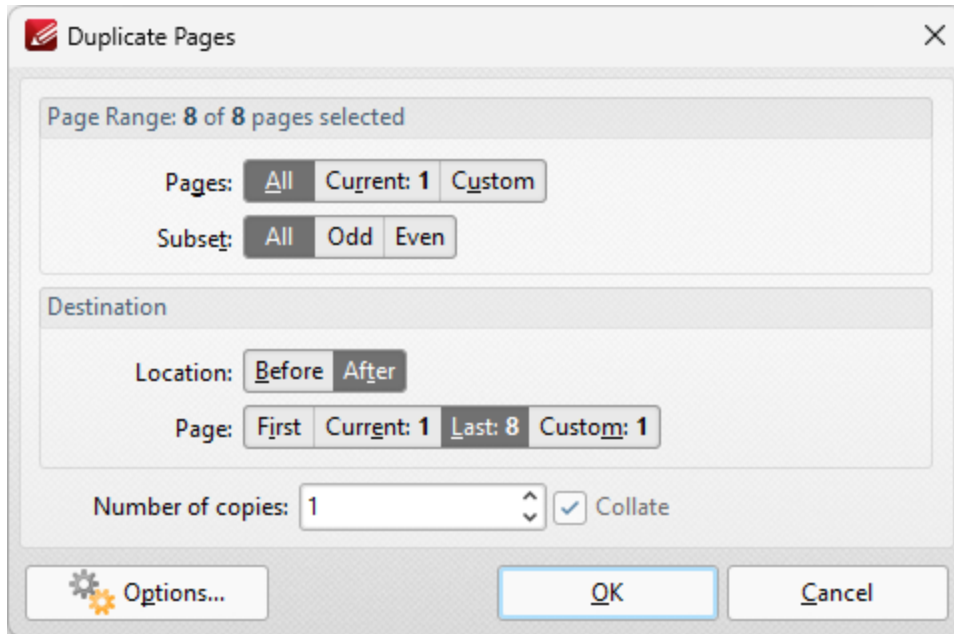 Duplicate Pages
Page Range: 8 of 8 pages selected
Pages: All Current: 1 Custom
Subset: All Odd Even
Destination
Location: Before After
Page: First Current: 1 Last: 8 Custom: 1
Number of copies: 1 Collate
Options... OK Cancel